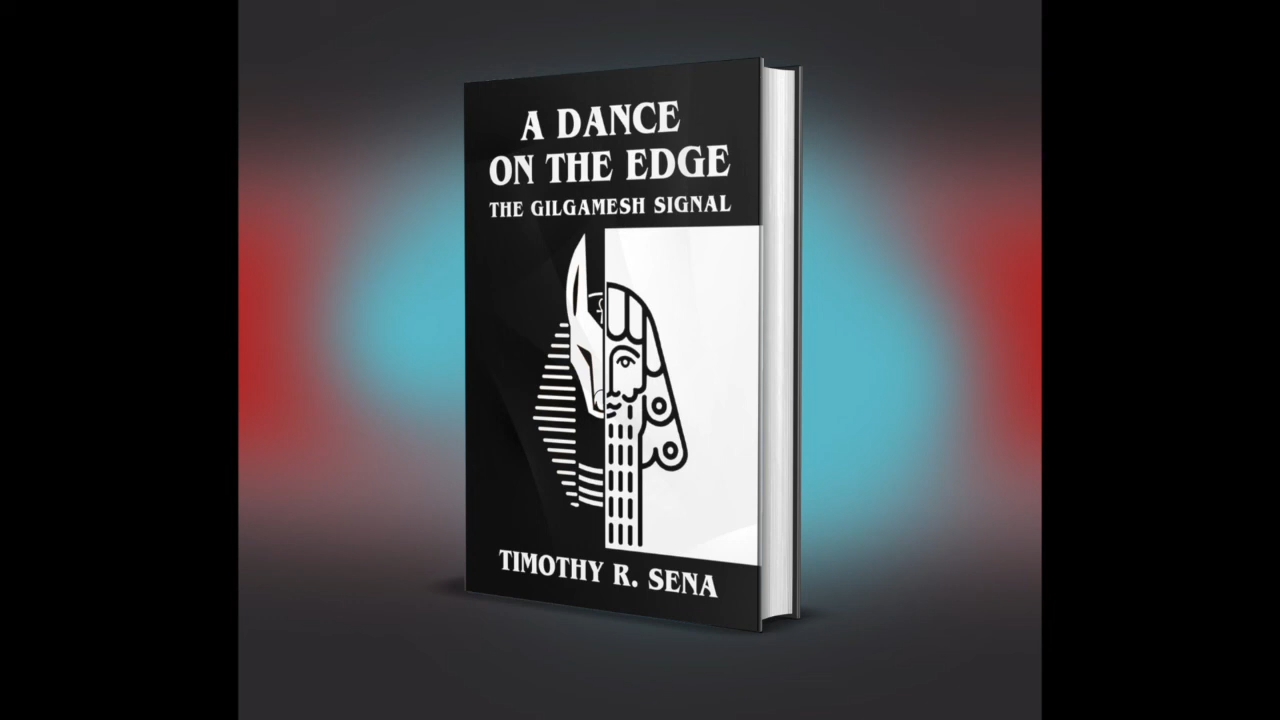 A DANCE
ON THE EDGE
THE GILGAMESH SIGNAL
TIMOTHY R. SENA